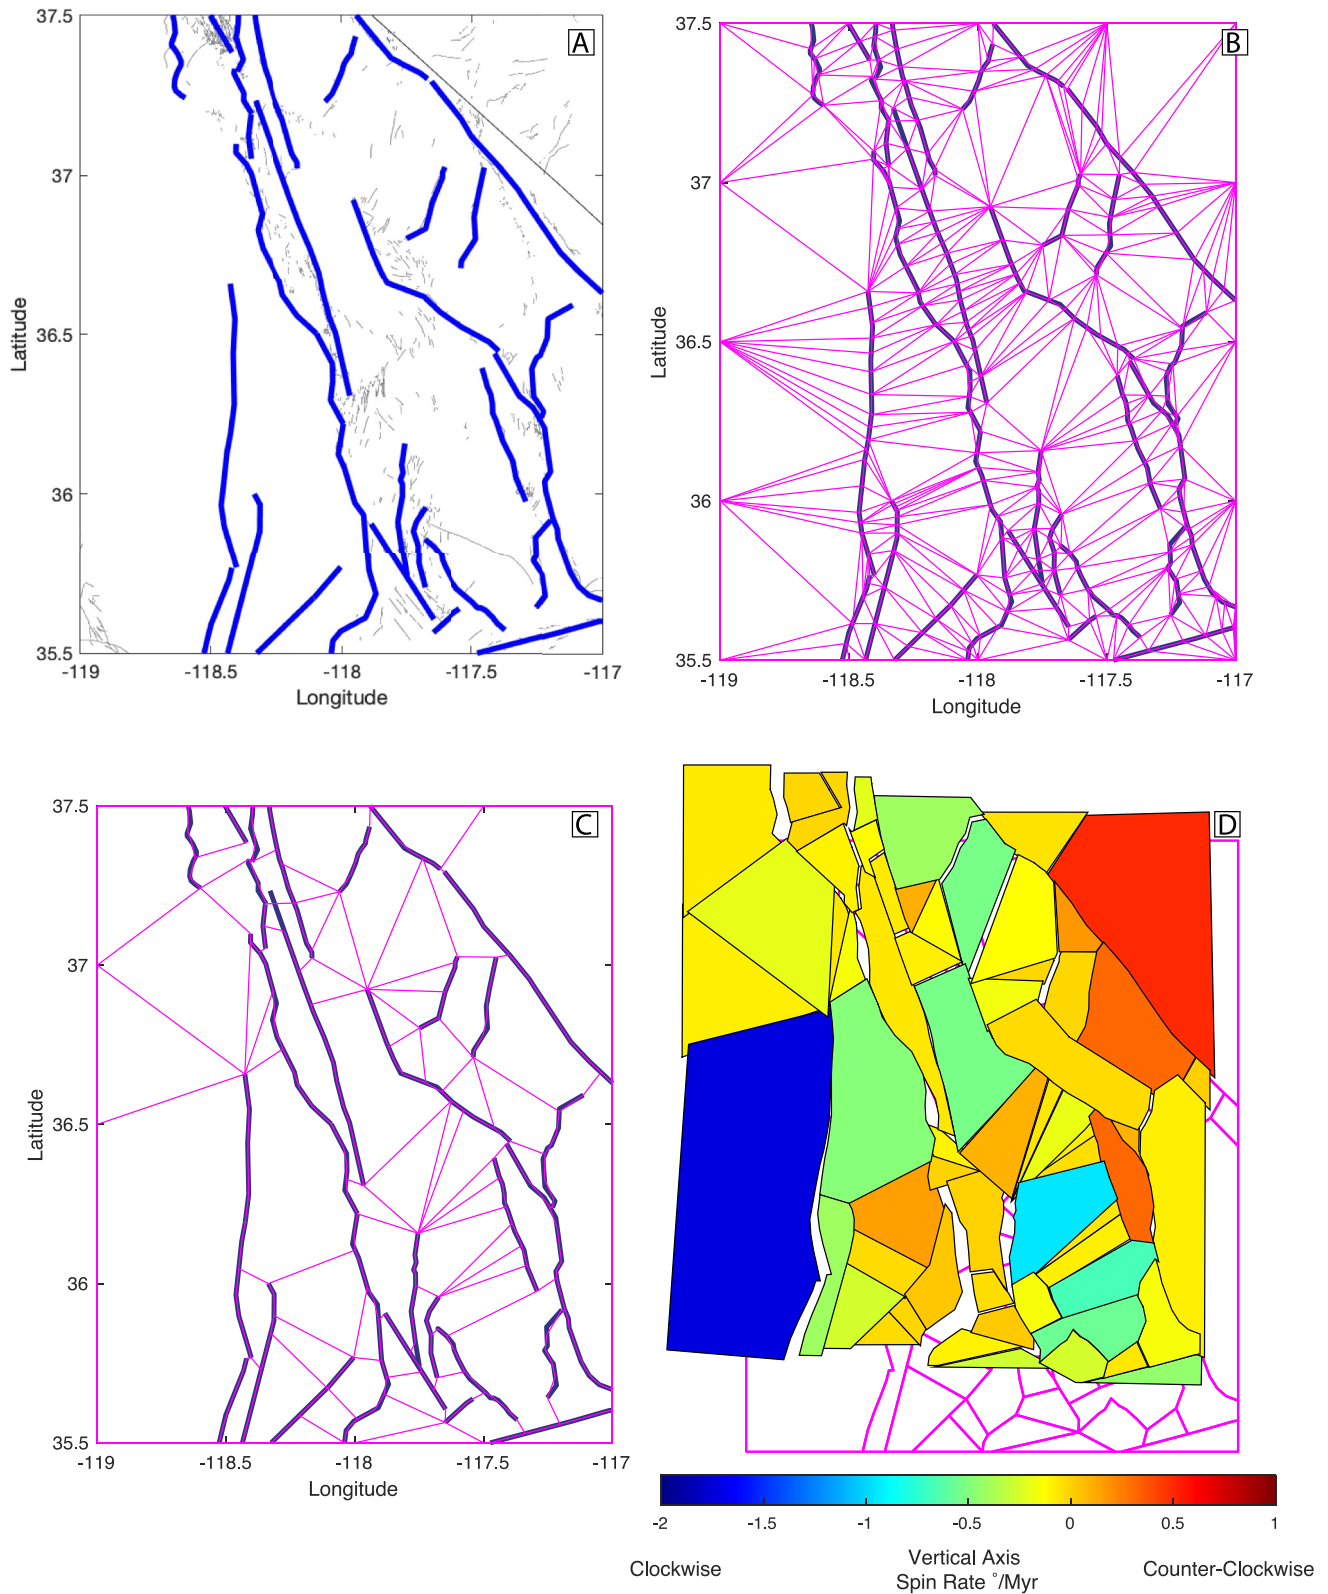 A
37.5
37
36.5
36
35.5
Latitude
-119
-118.5
-118
-117.5
-117
Longitude
B
37.5
37
36.5
36
35.5
Latitude
-119
-118.5
-118
-117.5
-117
Longitude
C
37.5
37
36.5
36
35.5
Latitude
-119
-118.5
-118
-117.5
-117
Longitude
D
-2
-1.5
-1
-0.5
0
0.5
1
Clockwise
Vertical Axis
Spin Rate °/Myr
Counter-Clockwise